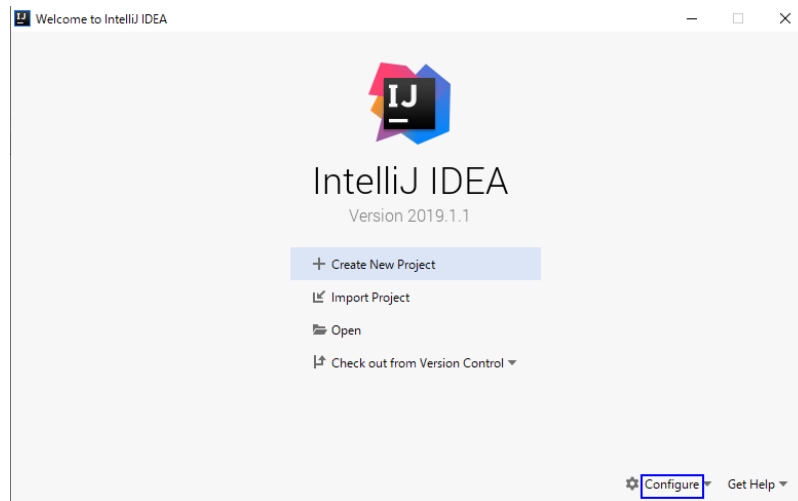 Welcome to IntelliJ IDEA
IJ
IntelliJ IDEA
Version 2019.1.1
Create New Project
Import Project
Open
Check out from Version Control
Configure Get Help